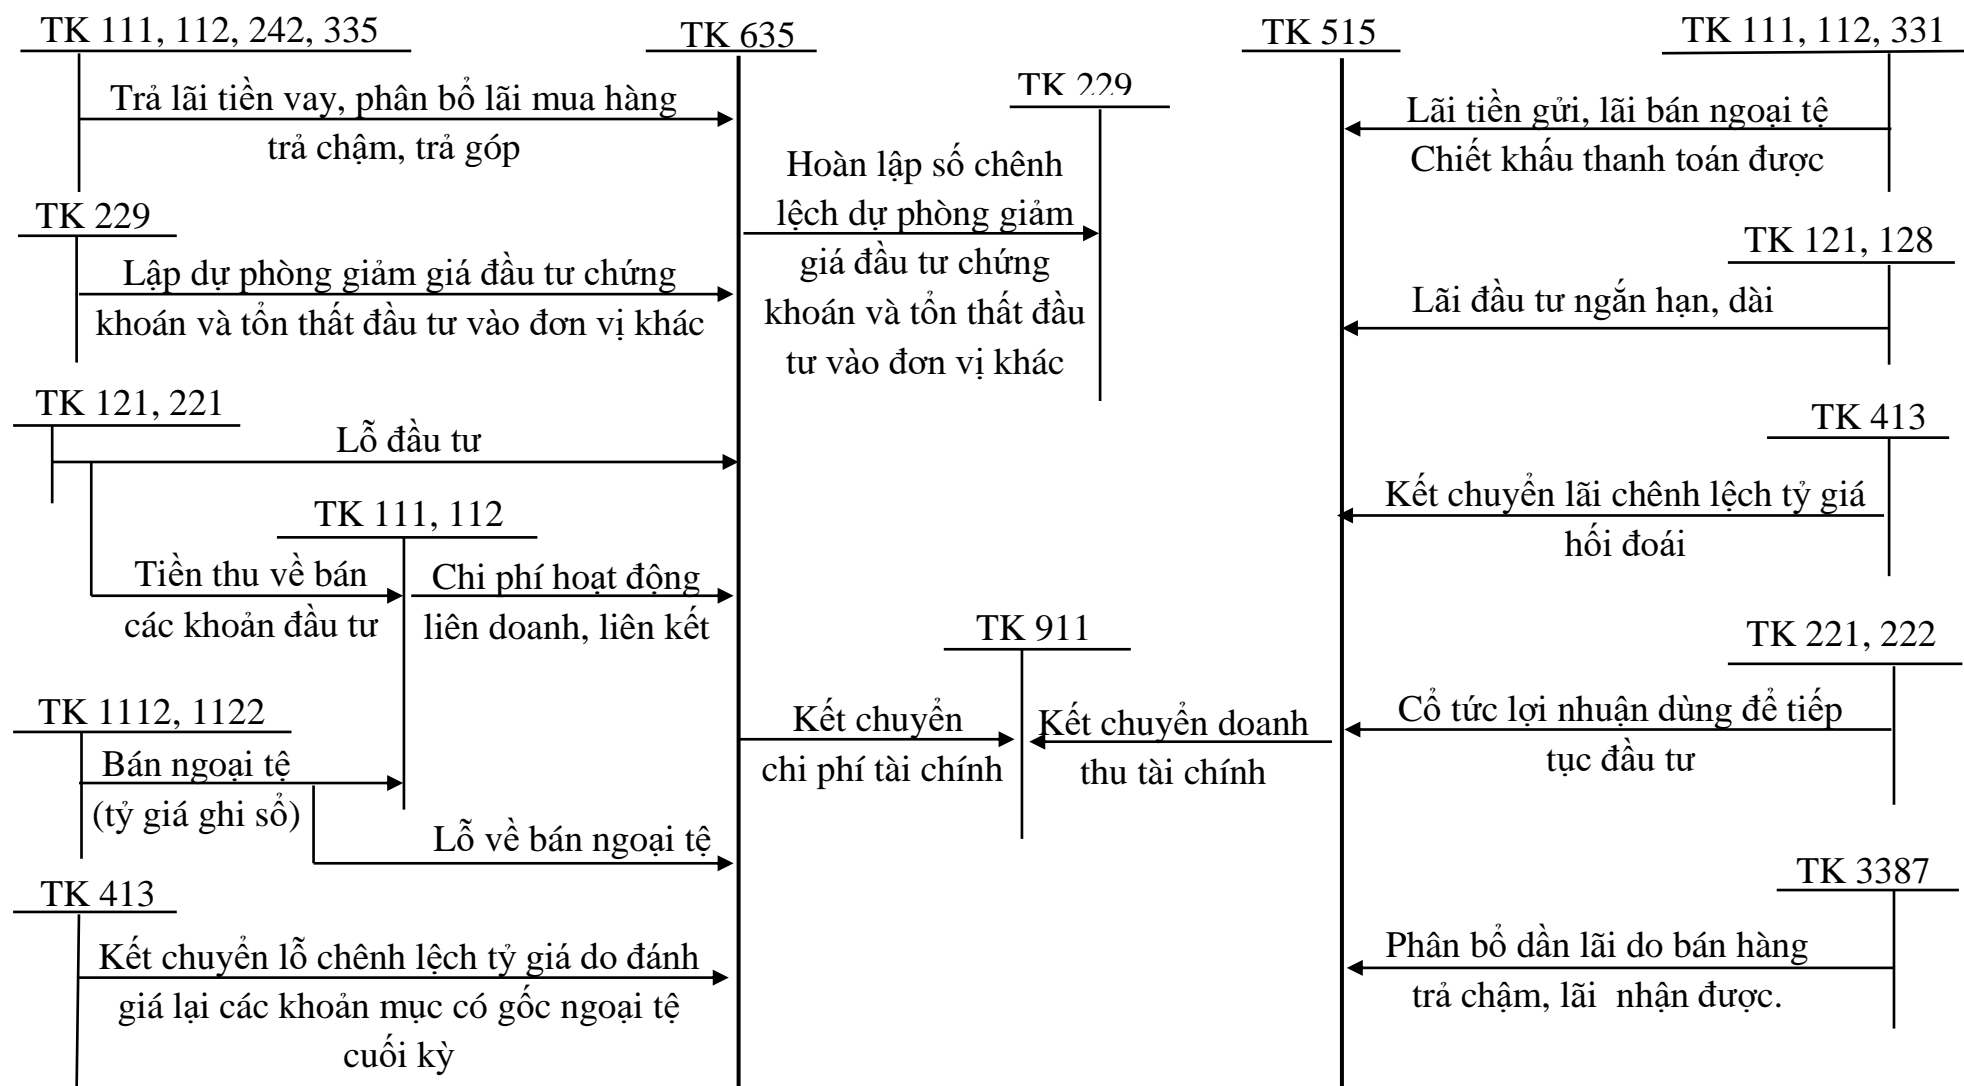 TK 111, 112, 242, 335
Trả lãi tiền vay, phân bổ lãi mua hàng
trả chậm, trả góp
TK 229
Lập dự phòng giảm giá đầu tư chứng
khoán và tổn thất đầu tư vào đơn vị khác
TK 121, 221
Lỗ đầu tư
TK 111, 112
Tiền thu về bán
các khoản đầu tư
Chi phí hoạt động
liên doanh, liên kết
TK 1112, 1122
Bán ngoại tệ
(tỷ giá ghi sổ)
Lỗ về bán ngoại tệ
TK 413
Kết chuyển lỗ chênh lệch tỷ giá do đánh
giá lại các khoản mục có gốc ngoại tệ
cuối kỳ
TK 635
TK 229
Hoàn lập số chênh
lệch dự phòng giảm
giá đầu tư chứng
khoán và tổn thất đầu
tư vào đơn vị khác
TK 911
Kết chuyển
chi phí tài chính
Kết chuyển doanh
thu tài chính
TK 515
TK 111, 112, 331
Lãi tiền gửi, lãi bán ngoại tệ
Chiết khấu thanh toán được
TK 121, 128
Lãi đầu tư ngắn hạn, dài
TK 413
Kết chuyển lãi chênh lệch tỷ giá
hối đoái
TK 221, 222
Cổ tức lợi nhuận dùng để tiếp
tục đầu tư
TK 3387
Phân bổ dần lãi do bán hàng
trả chậm, lãi nhận được.